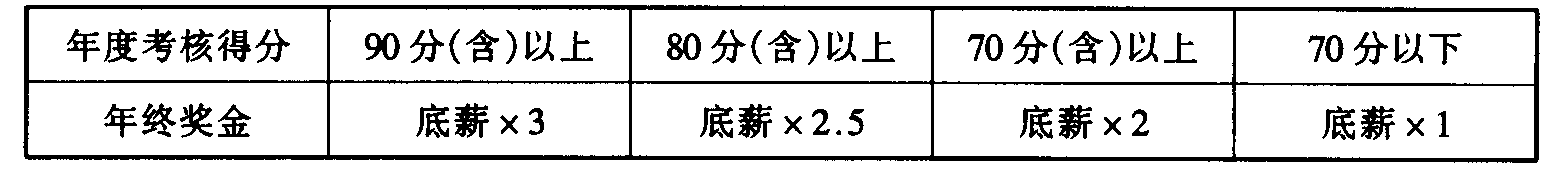 年度考核得分 90分(含)以上 80分(含)以上 70分(含)以上 70分以下
年终奖金 底薪×3 底薪×2.5 底薪×2 底薪×1